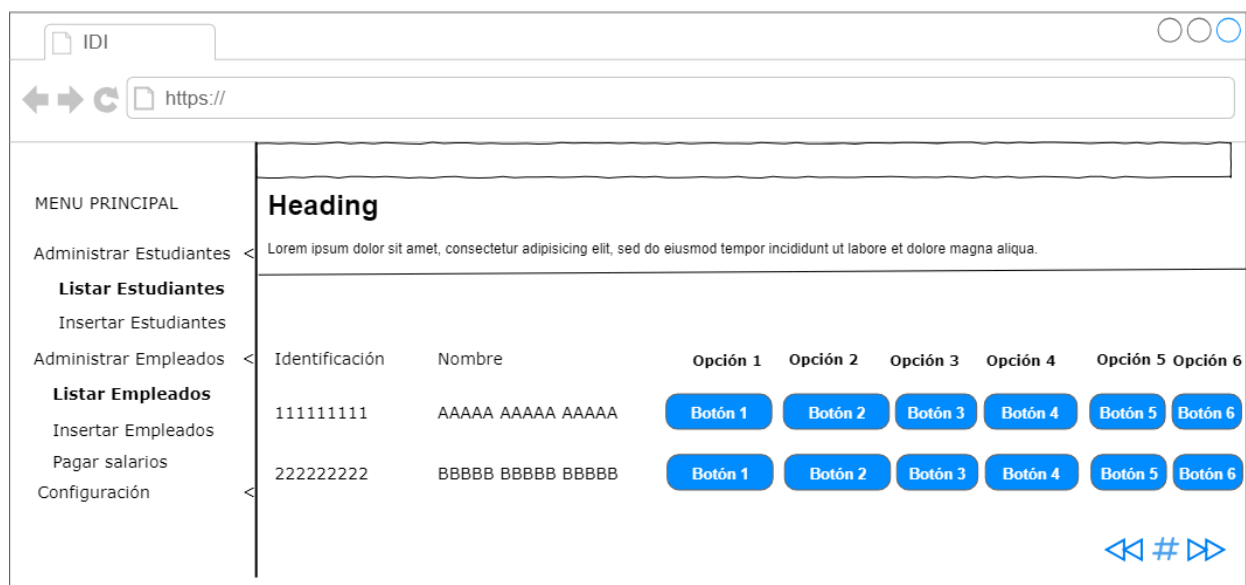 IDI
https://
MENU PRINCIPAL
Administrar Estudiantes <
Listar Estudiantes
Insertar Estudiantes
Administrar Empleados <
Listar Empleados
Insertar Empleados
Pagar salarios
Configuración <
Heading
Lorem ipsum dolor sit amet, consectetur adipisicing elit, sed do eiusmod tempor incididunt ut labore et dolore magna aliqua.
Identificación Nombre Opción 1 Opción 2 Opción 3 Opción 4 Opción 5 Opción 6
111111111 AAAAA AAAAA AAAAA Botón 1 Botón 2 Botón 3 Botón 4 Botón 5 Botón 6
222222222 BBBBB BBBBB BBBBB Botón 1 Botón 2 Botón 3 Botón 4 Botón 5 Botón 6
#